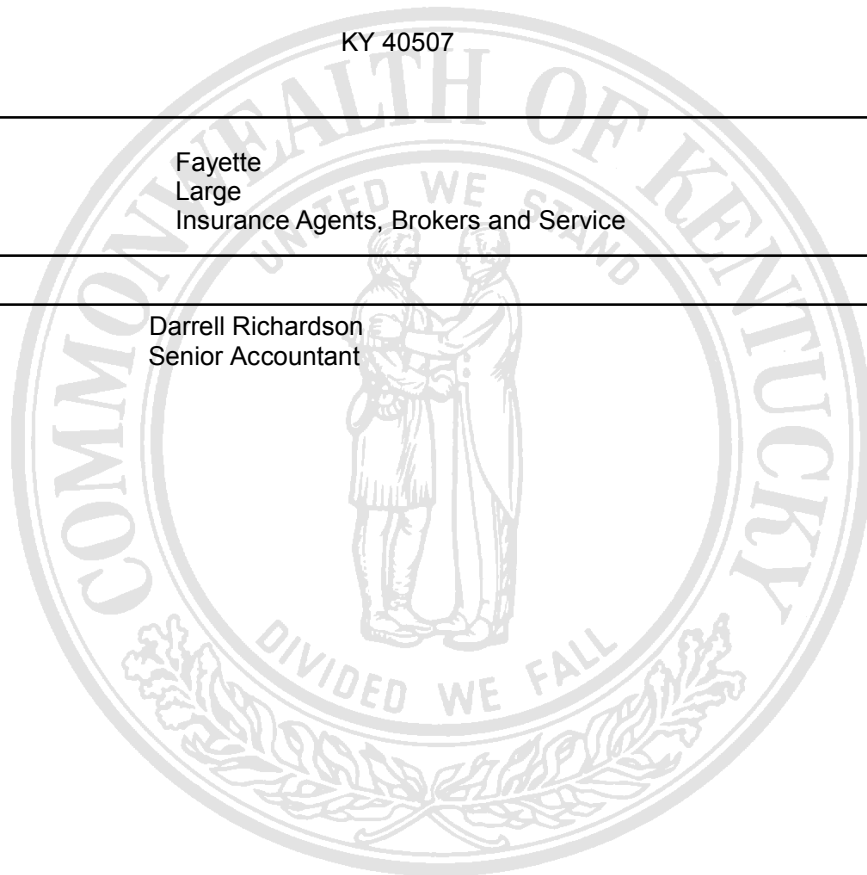 KY 40507
COMMONWEALTH OF KENTUCKY
Fayette
Large
UNITED WE STAND
Insurance Agents, Brokers and Service
Darrell Richardson
Senior Accountant
DIVIDED WE FALL